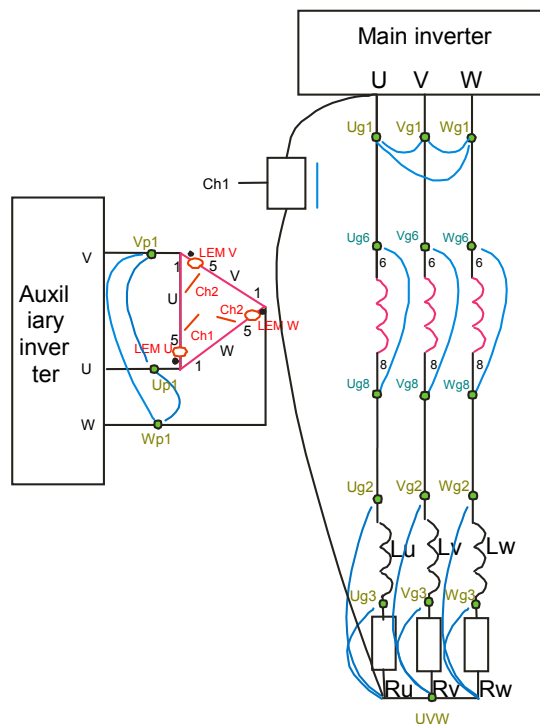 Main inverter
U V W
Ug1 Vg1 Wg1
Ch1
Ug6 Vg6 Wg6
6 6 6
8 8 8
Ug8 Vg8 Wg8
Ug2 Vg2 Wg2
Lu Lv Lw
Ug3 Vg3 Wg3
Ru Rv Rw
UVW
Auxil
iary
inver
ter
V
U
W
Vp1
LEM V
1 5 V
U Ch2
1
Ch2
Ch1
5 LEM W
5
LEM U W
1
Up1
Wp1